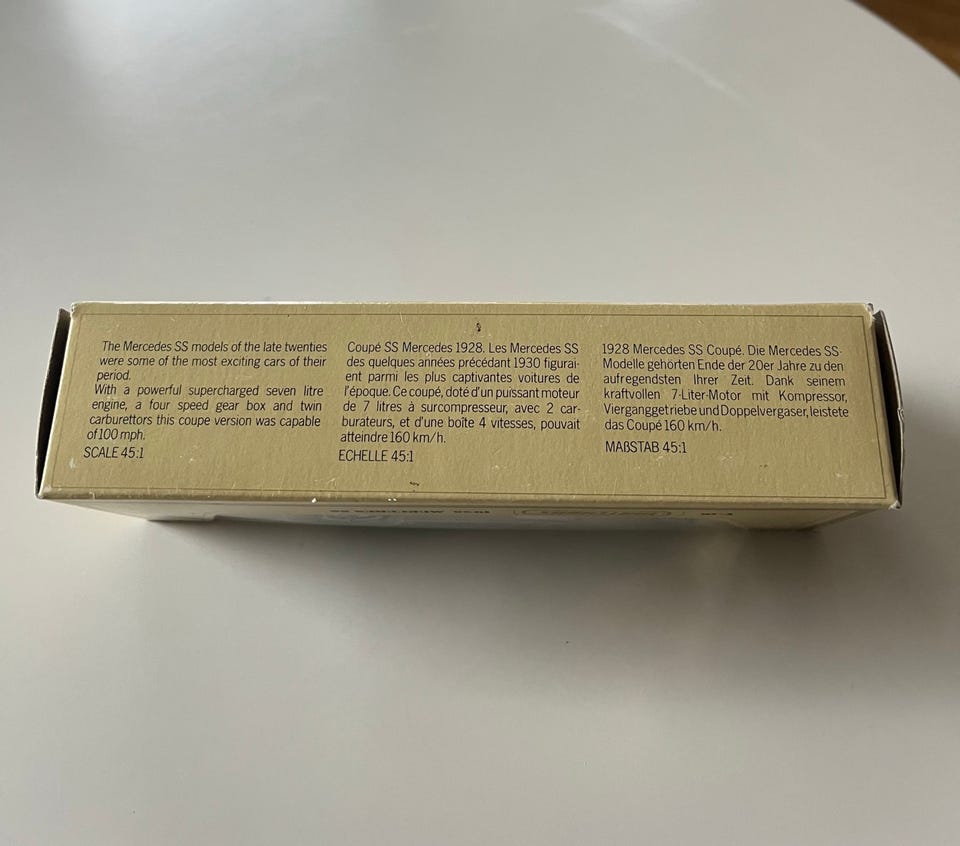 The Mercedes SS models of the late twenties
were some of the most exciting cars of their
period.
With a powerful supercharged seven litre
engine, a four speed gear box and twin
carburettors this coupe version was capable
of 100 mph.
SCALE 45:1
Coupé SS Mercedes 1928. Les Mercedes SS
des quelques années précédant 1930 figurai-
ent parmi les plus captivantes voitures de
l'époque. Ce coupé, doté d'un puissant moteur
de 7 litres à surcompresseur, avec 2 car-
burateurs, et d'une boîte 4 vitesses, pouvait
atteindre 160 km/h.
ECHELLE 45:1
1928 Mercedes SS Coupé. Die Mercedes SS-
Modelle gehörten Ende der 20er Jahre zu den
aufregendsten Ihrer Zeit. Dank seinem
kraftvollen 7-Liter-Motor mit Kompressor,
Vierganggetriebe und Doppelvergaser, leistete
das Coupé 160 km/h.
MAßSTAB 45:1